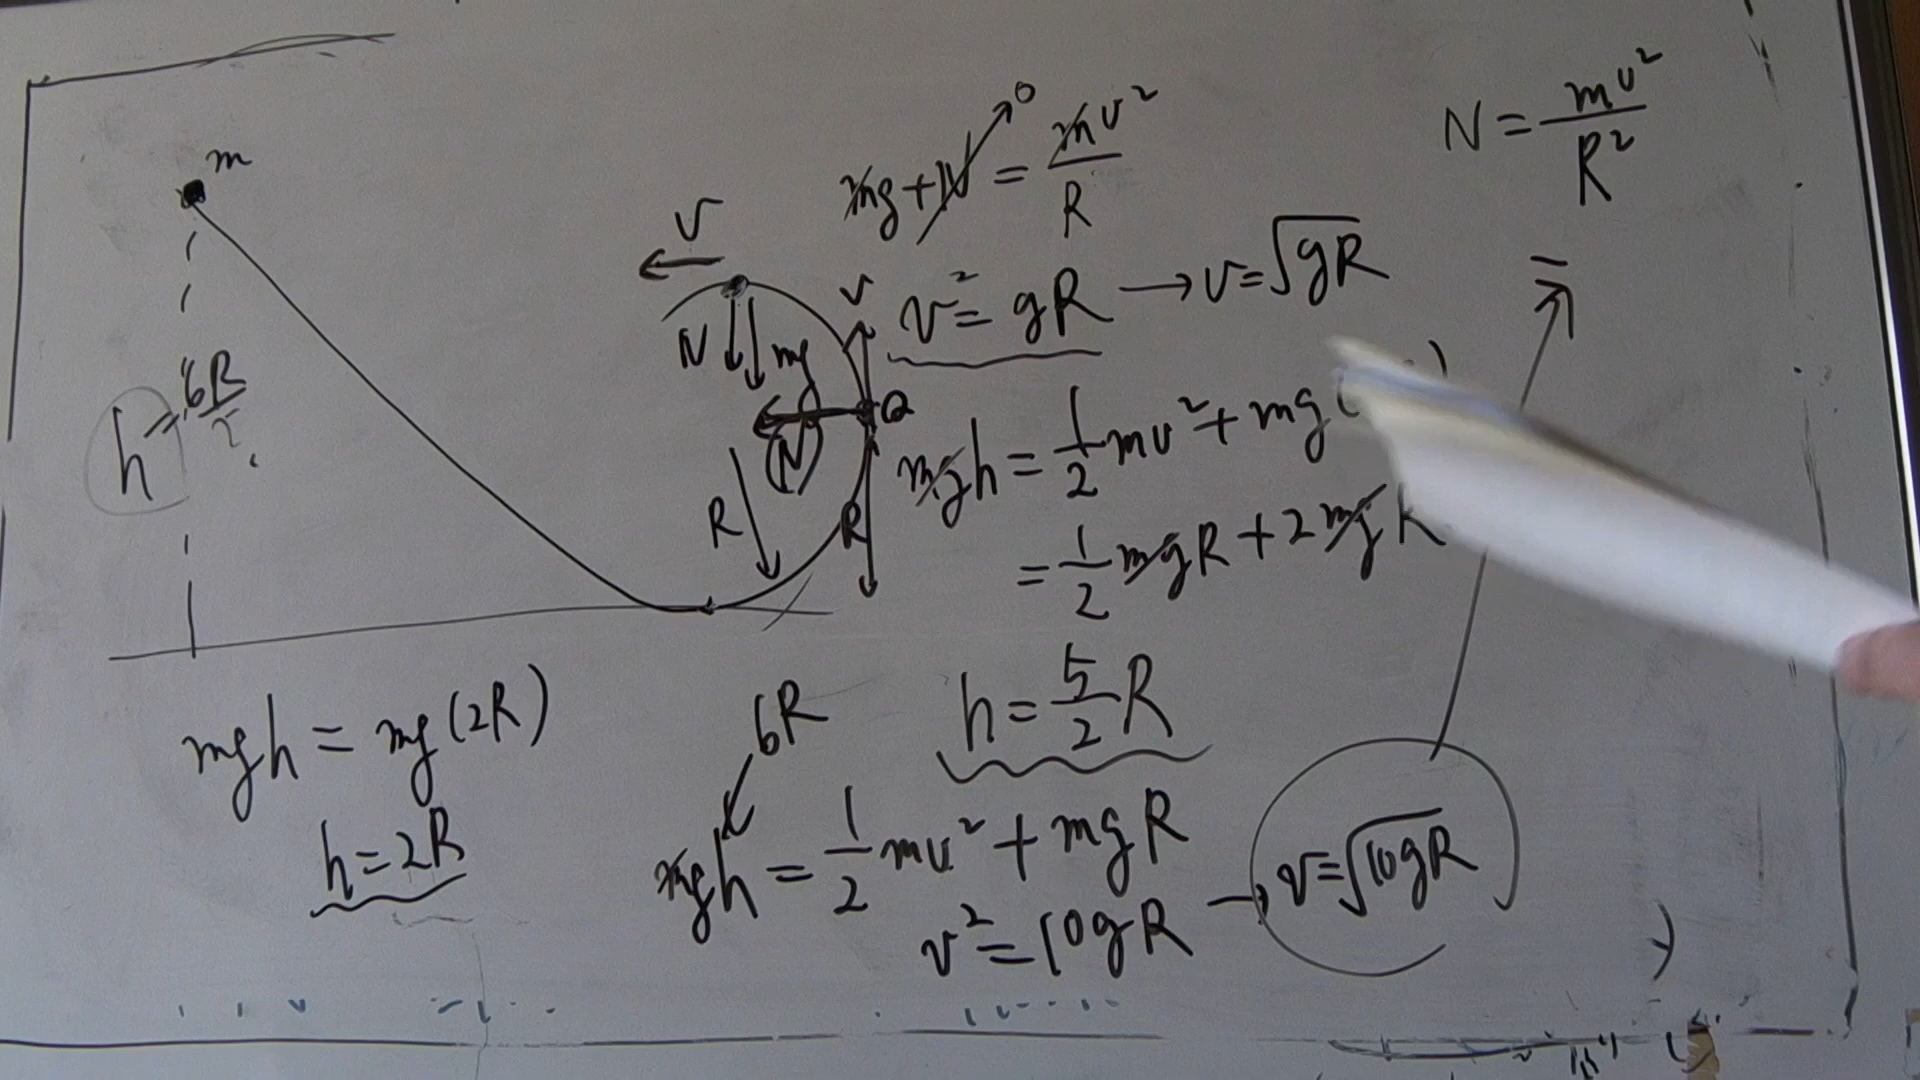 m
h = 6R/2
V
N
mg
V
Q
(N)
R
R
mg + N → 0 = mv²/R
v² = gR → v = √gR
N = mv²/R²
=
mgh = 1/2 mv² + mg( )
= 1/2 mgR + 2mgR
h = 5/2 R
mgh = mg(2R)
h = 2R
6R
mgh = 1/2 mv² + mgR
v² = 10gR → v = √10gR